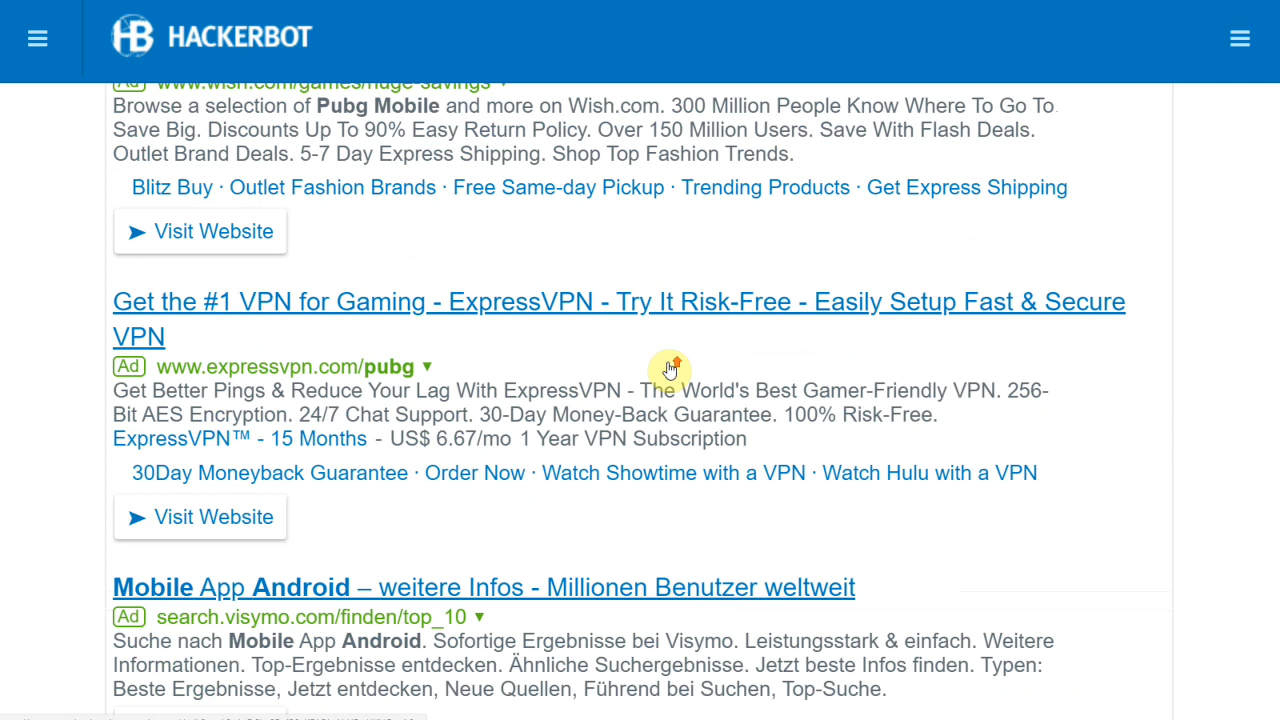 HB HACKERBOT
Ad www.wish.com/games/huge-savings ▼
Browse a selection of Pubg Mobile and more on Wish.com. 300 Million People Know Where To Go To
Save Big. Discounts Up To 90% Easy Return Policy. Over 150 Million Users. Save With Flash Deals.
Outlet Brand Deals. 5-7 Day Express Shipping. Shop Top Fashion Trends.
Blitz Buy · Outlet Fashion Brands · Free Same-day Pickup · Trending Products · Get Express Shipping
➤ Visit Website
Get the #1 VPN for Gaming - ExpressVPN - Try It Risk-Free - Easily Setup Fast & Secure
VPN
Ad www.expressvpn.com/pubg ▼
Get Better Pings & Reduce Your Lag With ExpressVPN - The World's Best Gamer-Friendly VPN. 256-
Bit AES Encryption. 24/7 Chat Support. 30-Day Money-Back Guarantee. 100% Risk-Free.
ExpressVPN™ - 15 Months - US$ 6.67/mo 1 Year VPN Subscription
30Day Moneyback Guarantee · Order Now · Watch Showtime with a VPN · Watch Hulu with a VPN
➤ Visit Website
Mobile App Android – weitere Infos - Millionen Benutzer weltweit
Ad search.visymo.com/finden/top_10 ▼
Suche nach Mobile App Android. Sofortige Ergebnisse bei Visymo. Leistungsstark & einfach. Weitere
Informationen. Top-Ergebnisse entdecken. Ähnliche Suchergebnisse. Jetzt beste Infos finden. Typen:
Beste Ergebnisse, Jetzt entdecken, Neue Quellen, Führend bei Suchen, Top-Suche.